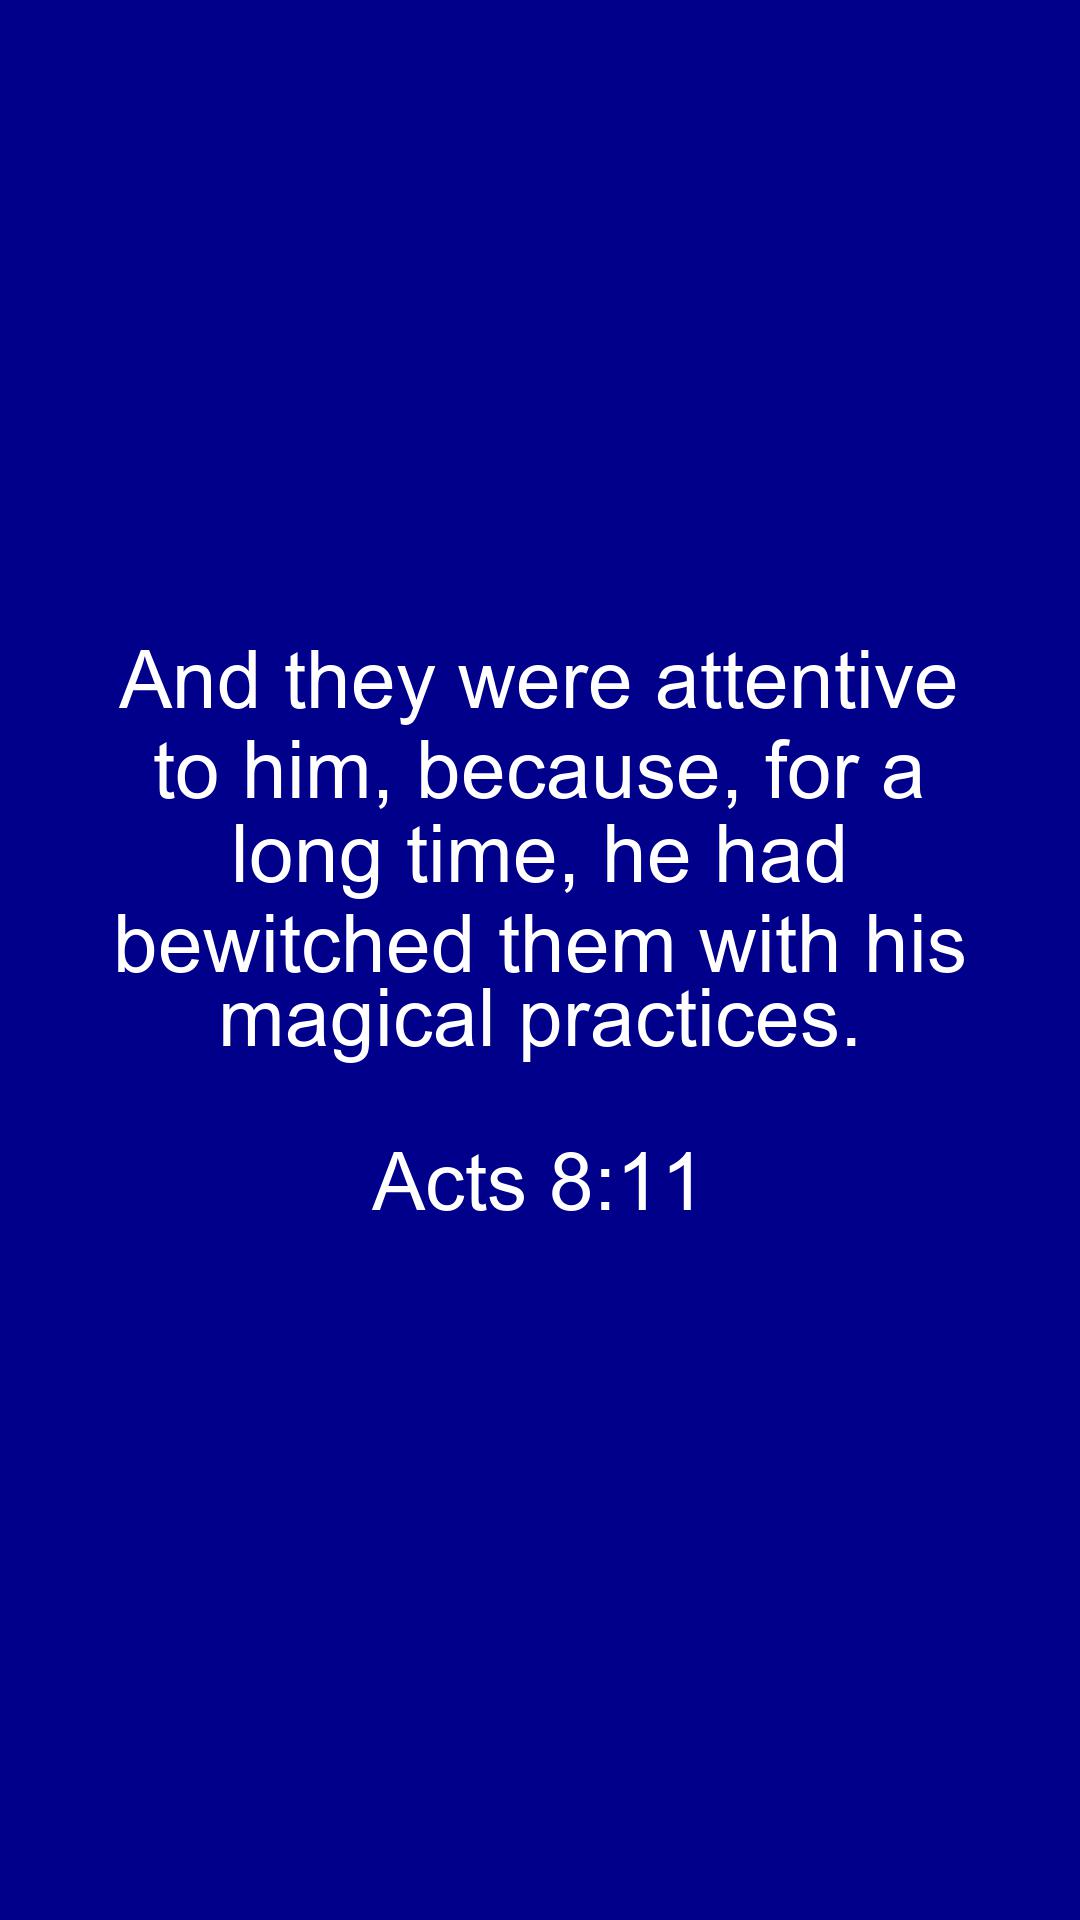 And they were attentive
to him, because, for a
long time, he had
bewitched them with his
magical practices.
Acts 8:11